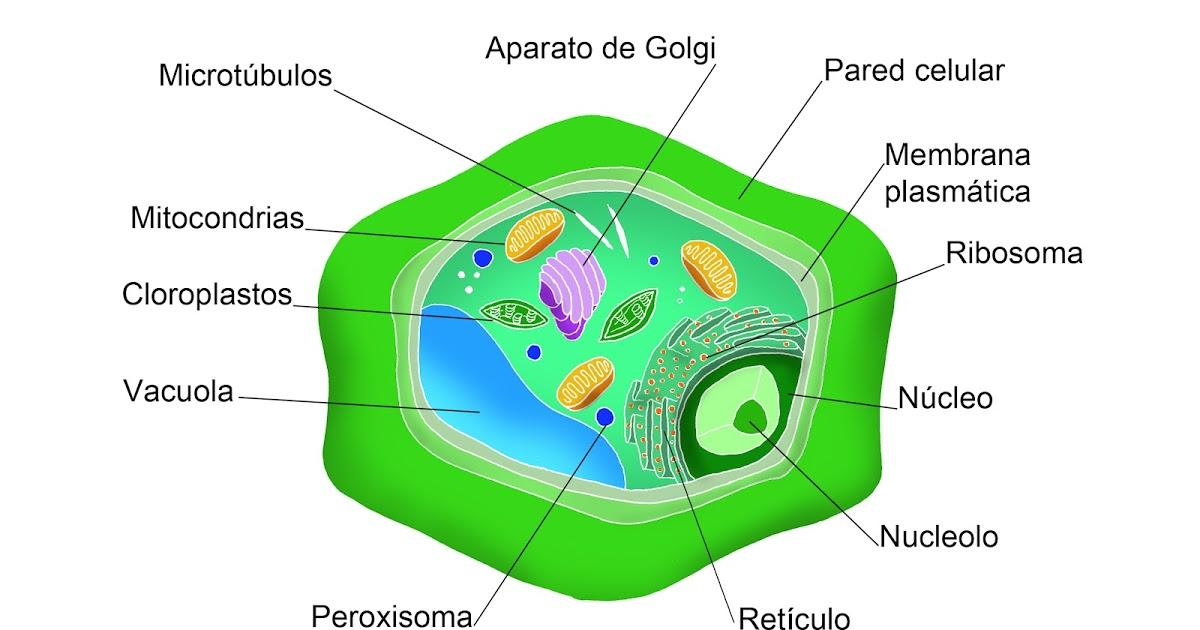 Aparato de Golgi
Microtúbulos
Pared celular
Membrana
plasmática
Mitocondrias
Ribosoma
Cloroplastos
Vacuola
Núcleo
Nucleolo
Peroxisoma
Retículo